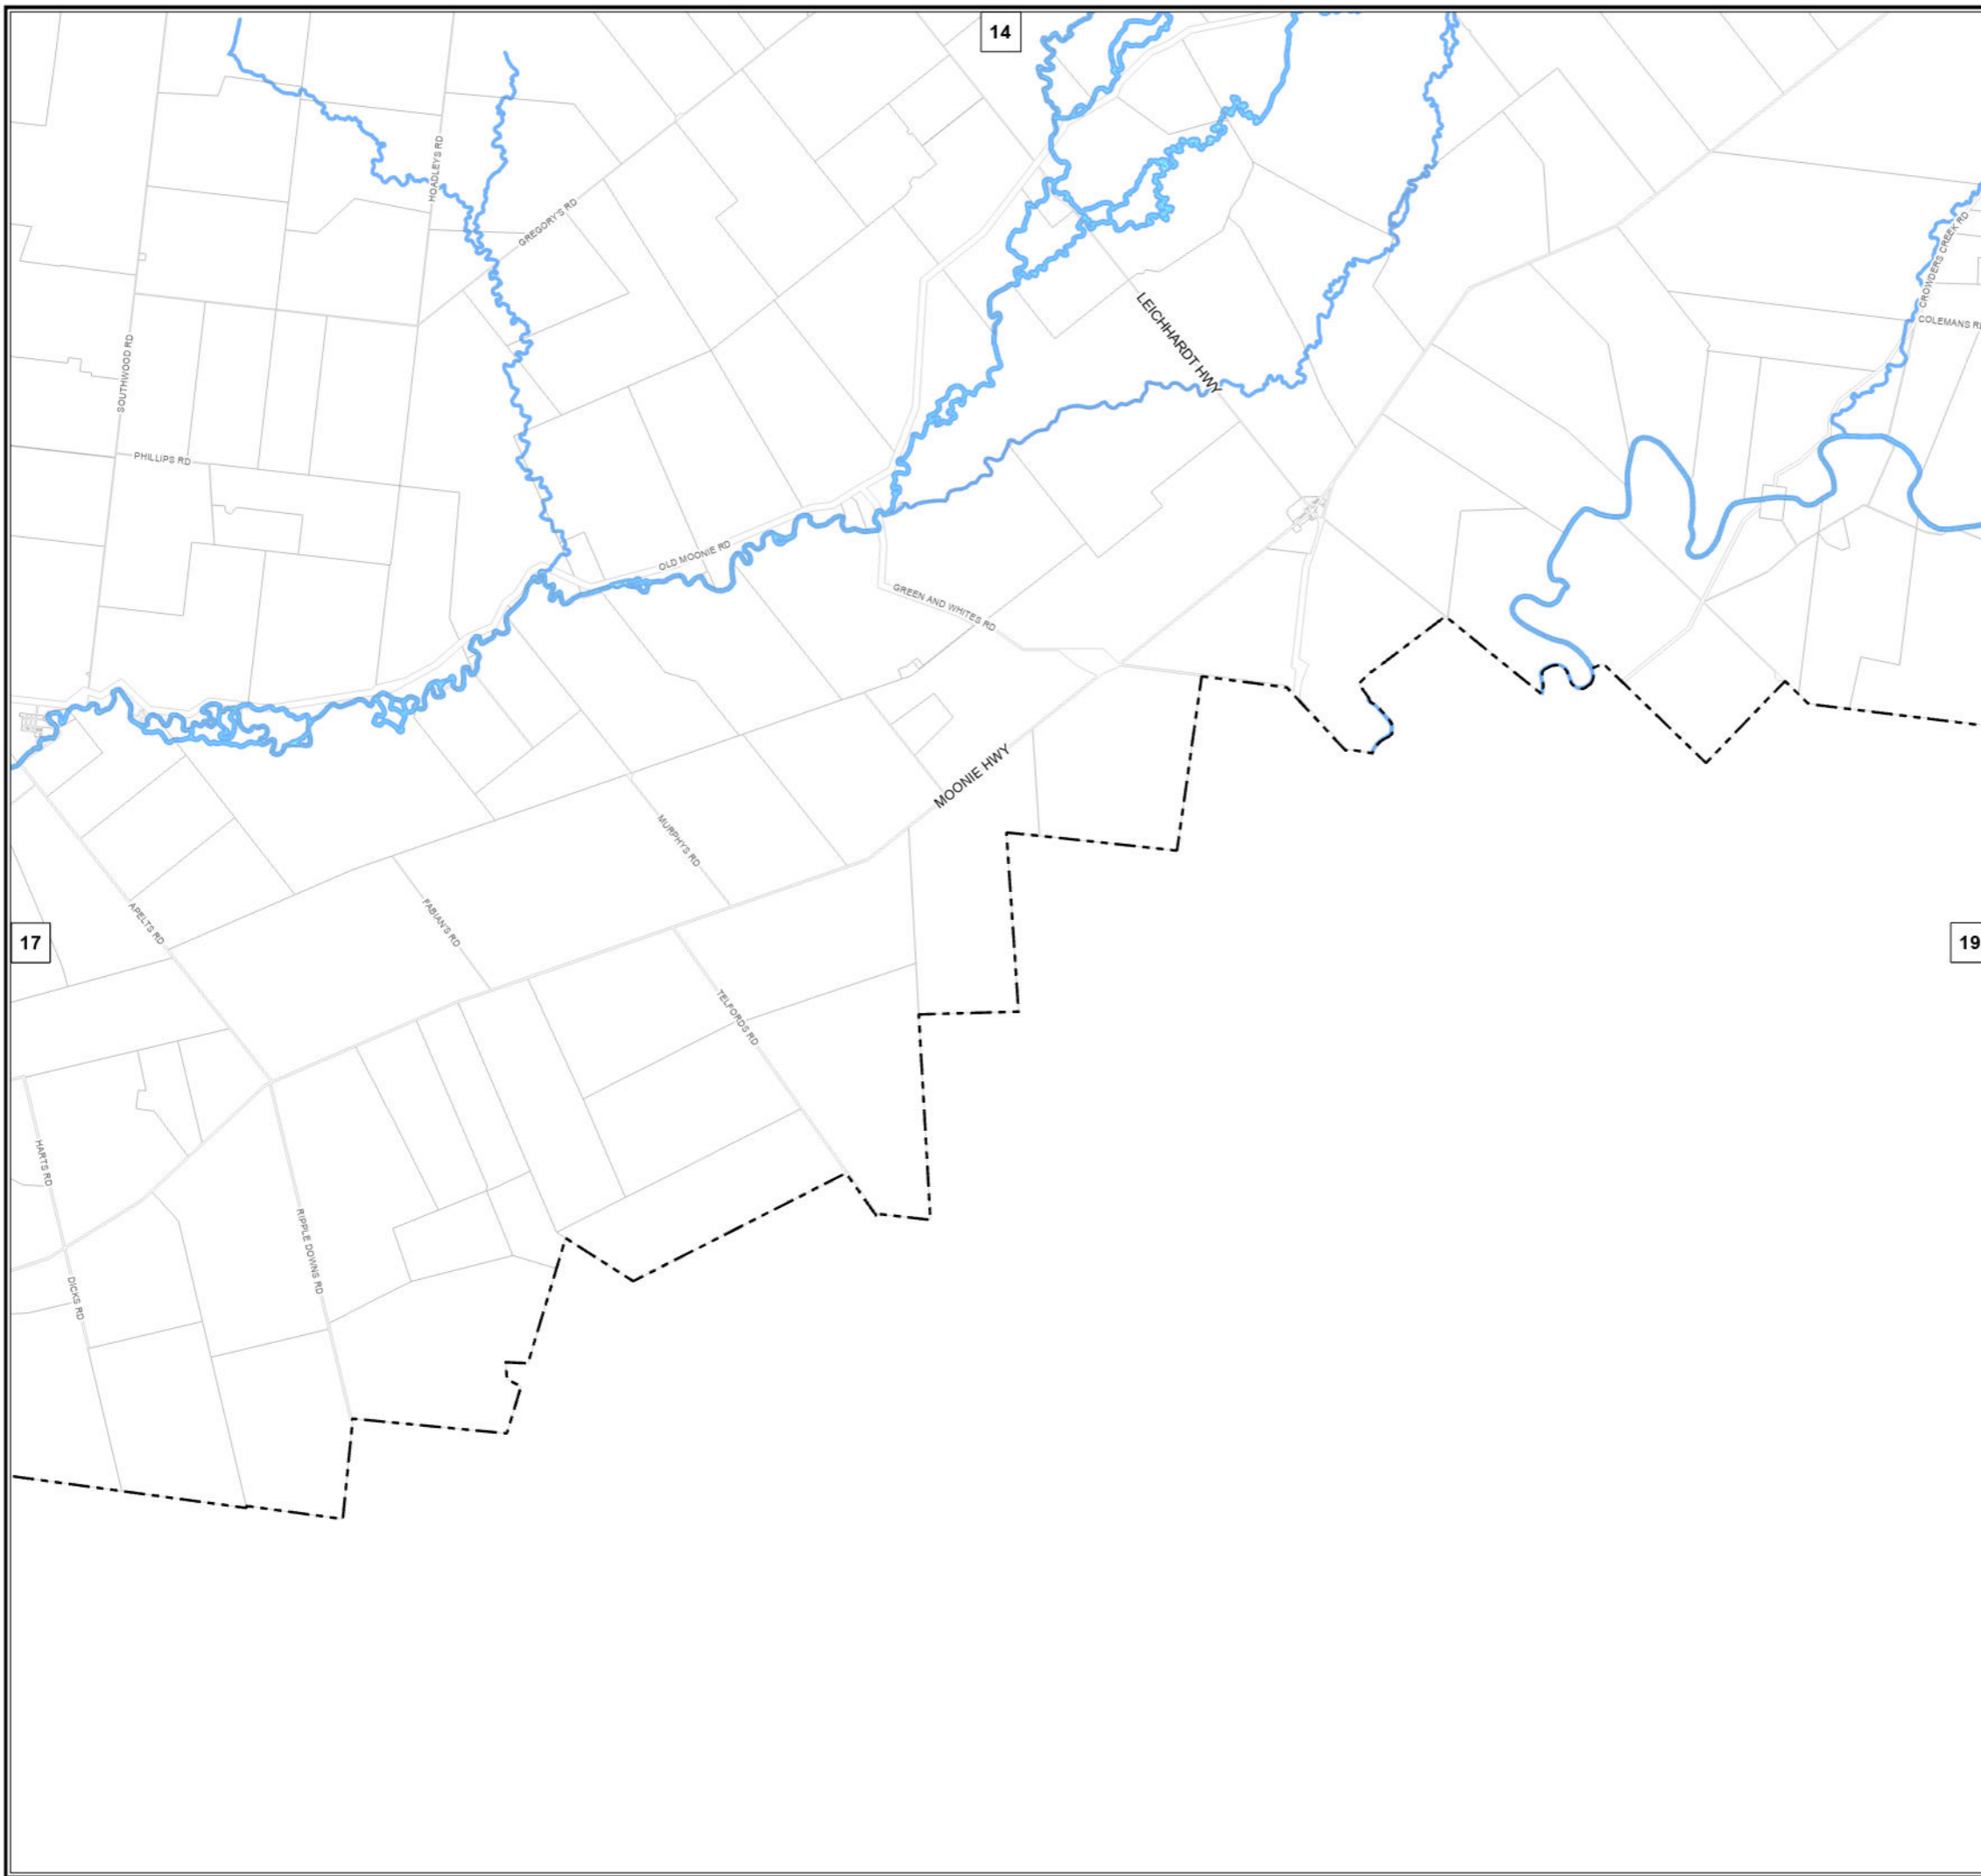 14
HOADLEYS RD
GREGORY'S RD
CROWDERS CREEK RD
COLEMANS RD
LEICHHARDT HWY
SOUTHWOOD RD
PHILLIPS RD
OLD MOONIE RD
GREEN AND WHITES RD
MOONIE HWY
MURPHYS RD
APELTS RD
FABIANS RD
17
19
TELFORDS RD
HARTS RD
RIPPLE DOWNS RD
DICKS RD